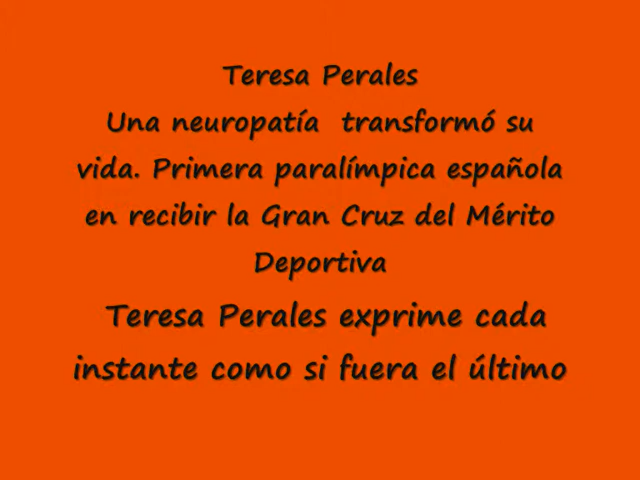 Teresa Perales
Una neuropatía transformó su
vida. Primera paralímpica española
en recibir la Gran Cruz del Mérito
Deportiva
Teresa Perales exprime cada
instante como si fuera el último